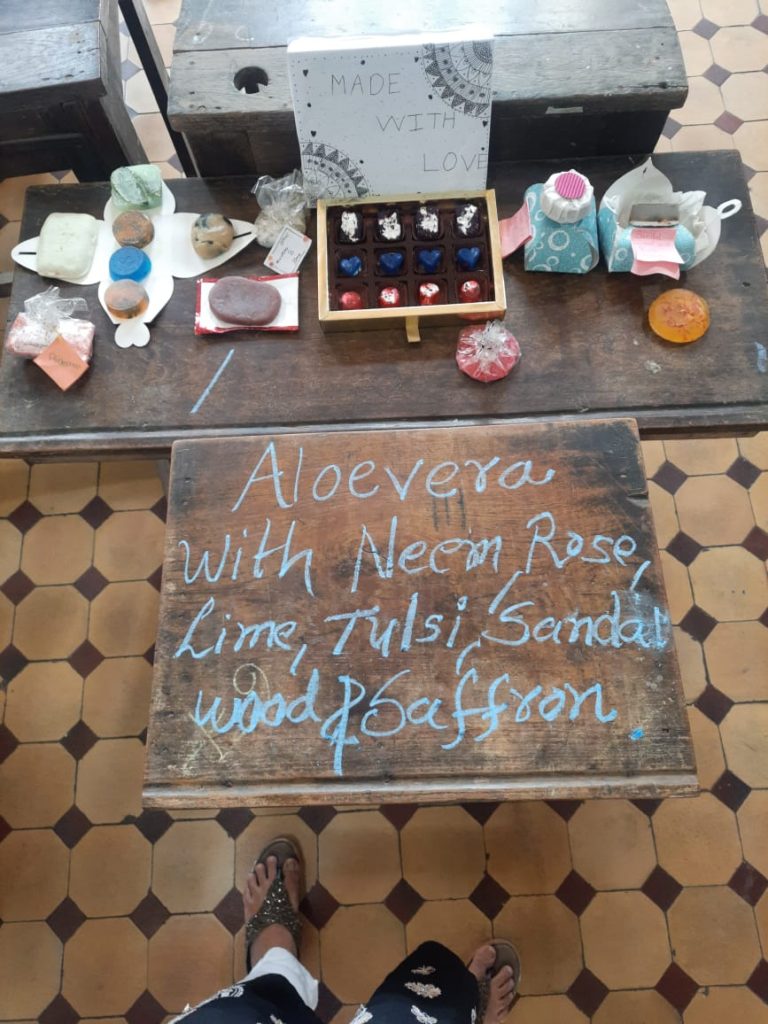 MADE
WITH
LOVE
Aloevera
with Neem, Rose,
Lime, Tulsi, Sandal
wood & Saffron.